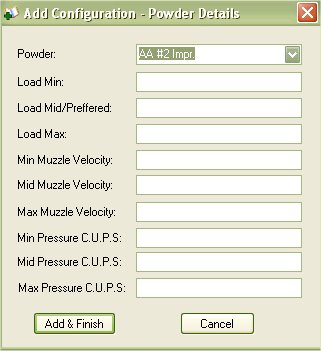 Add Configuration - Powder Details
Powder: AA #2 Impr.
Load Min:
Load Mid/Preffered:
Load Max:
Min Muzzle Velocity:
Mid Muzzle Velocity:
Max Muzzle Velocity:
Min Pressure C.U.P.S:
Mid Pressure C.U.P.S:
Max Pressure C.U.P.S:
Add & Finish Cancel